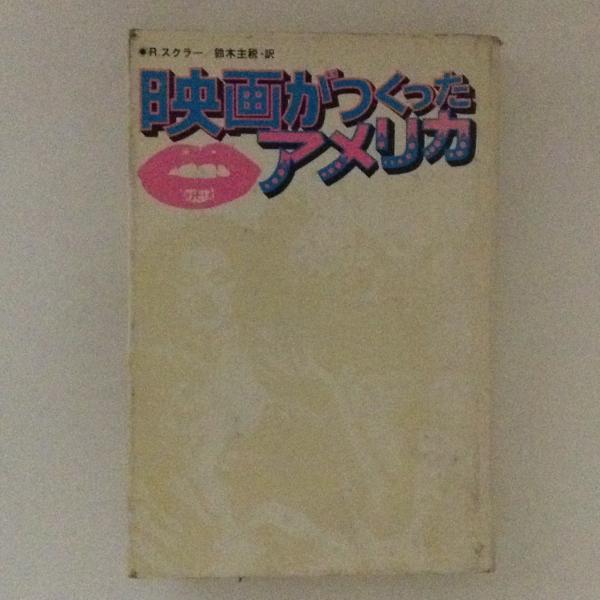 ●R.スクラー／鈴木主税・訳
映画がつくった
アメリカ